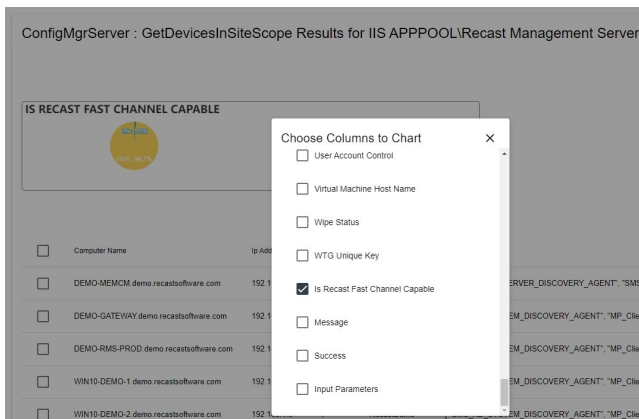 ConfigMgrServer : GetDevicesInSiteScope Results for IIS APPPOOL\Recast Management Server
IS RECAST FAST CHANNEL CAPABLE
Choose Columns to Chart
User Account Control
Virtual Machine Host Name
Wipe Status
WTG Unique Key
Is Recast Fast Channel Capable
Message
Success
Input Parameters
Computer Name Ip Add
DEMO-MEMCM.demo.recastsoftware.com 192.1 ERVER_DISCOVERY_AGENT", "SMS
DEMO-GATEWAY.demo.recastsoftware.com 192.1 EM_DISCOVERY_AGENT", "MP_Clie
DEMO-RMS-PROD.demo.recastsoftware.com 192.1 EM_DISCOVERY_AGENT", "MP_Clie
WIN10-DEMO-1.demo.recastsoftware.com 192.1 EM_DISCOVERY_AGENT", "MP_Clie
WIN10-DEMO-2.demo.recastsoftware.com